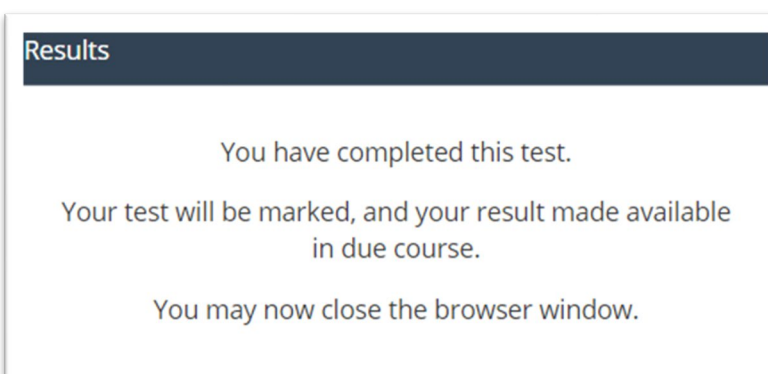 Results
You have completed this test.
Your test will be marked, and your result made available
in due course.
You may now close the browser window.